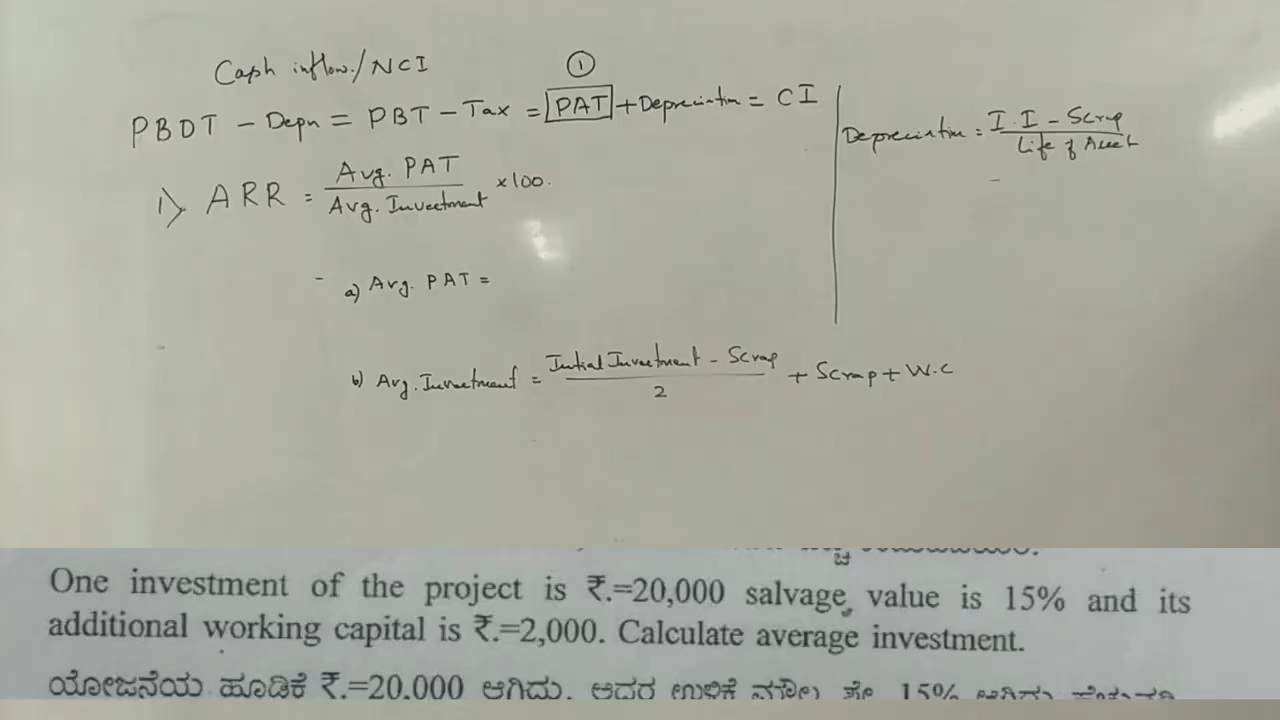 Cash inflow/NCI
①
PBDT - Depn = PBT - Tax = PAT + Depreciation = CI
Depreciation = I.I - Scrap / Life of Asset
1) ARR = Avg. PAT / Avg. Investment × 100.
a) Avg. PAT =
b) Avg. Investment = Initial Investment - Scrap / 2 + Scrap + W.C
One investment of the project is ₹.=20,000 salvage value is 15% and its
additional working capital is ₹.=2,000. Calculate average investment.
ಯೋಜನೆಯ ಹೂಡಿಕೆ ₹.=20.000 ಆಗಿದ್ದು, ಅದರ 15%